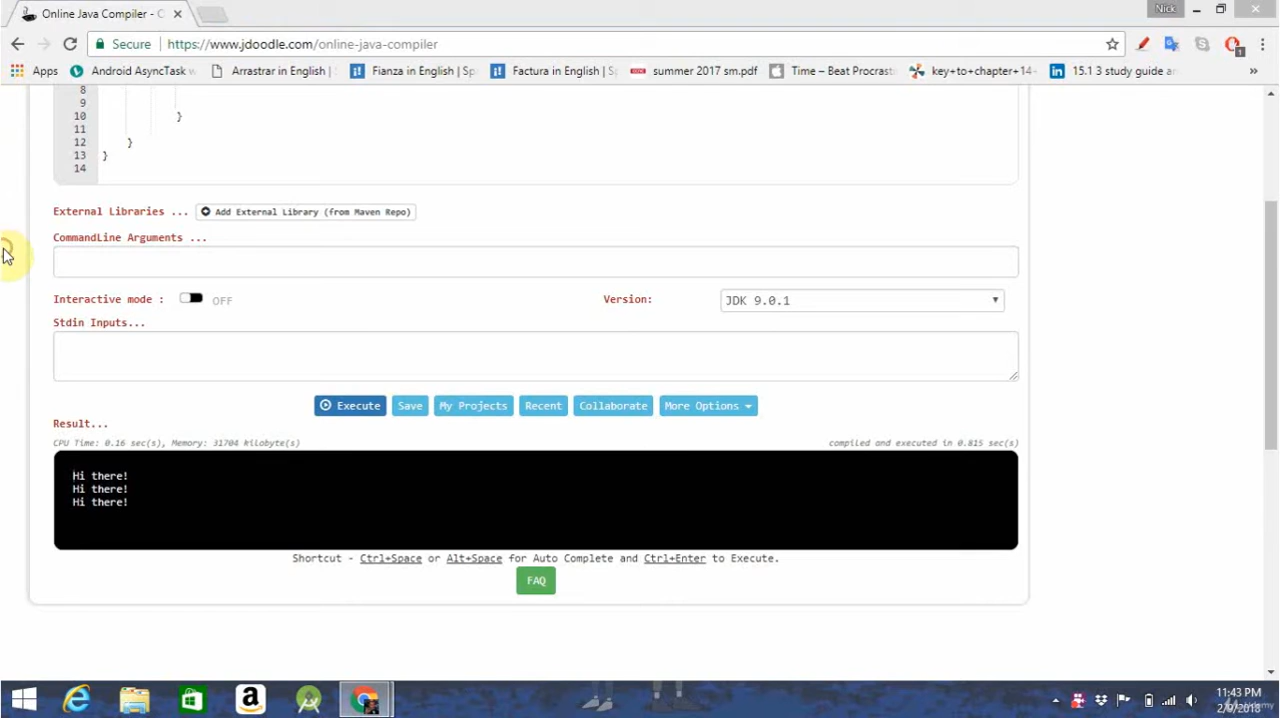 Online Java Compiler - C
Nick
Secure https://www.jdoodle.com/online-java-compiler
1
Apps Android AsyncTask Arrastrar in English | Fianza in English | Sp Factura in English | Sp summer 2017 sm.pdf Time – Beat Procrast key+to+chapter+14- 15.1 3 study guide an »
8
9
10 }
11
12 }
13 }
14
External Libraries ... Add External Library (from Maven Repo)
CommandLine Arguments ...
Interactive mode : OFF Version: JDK 9.0.1
Stdin Inputs...
Execute Save My Projects Recent Collaborate More Options
Result...
CPU Time: 0.16 sec(s), Memory: 31704 kilobyte(s) compiled and executed in 0.815 sec(s)
Hi there!
Hi there!
Hi there!
Shortcut - Ctrl+Space or Alt+Space for Auto Complete and Ctrl+Enter to Execute.
FAQ
11:43 PM
2/9/2018